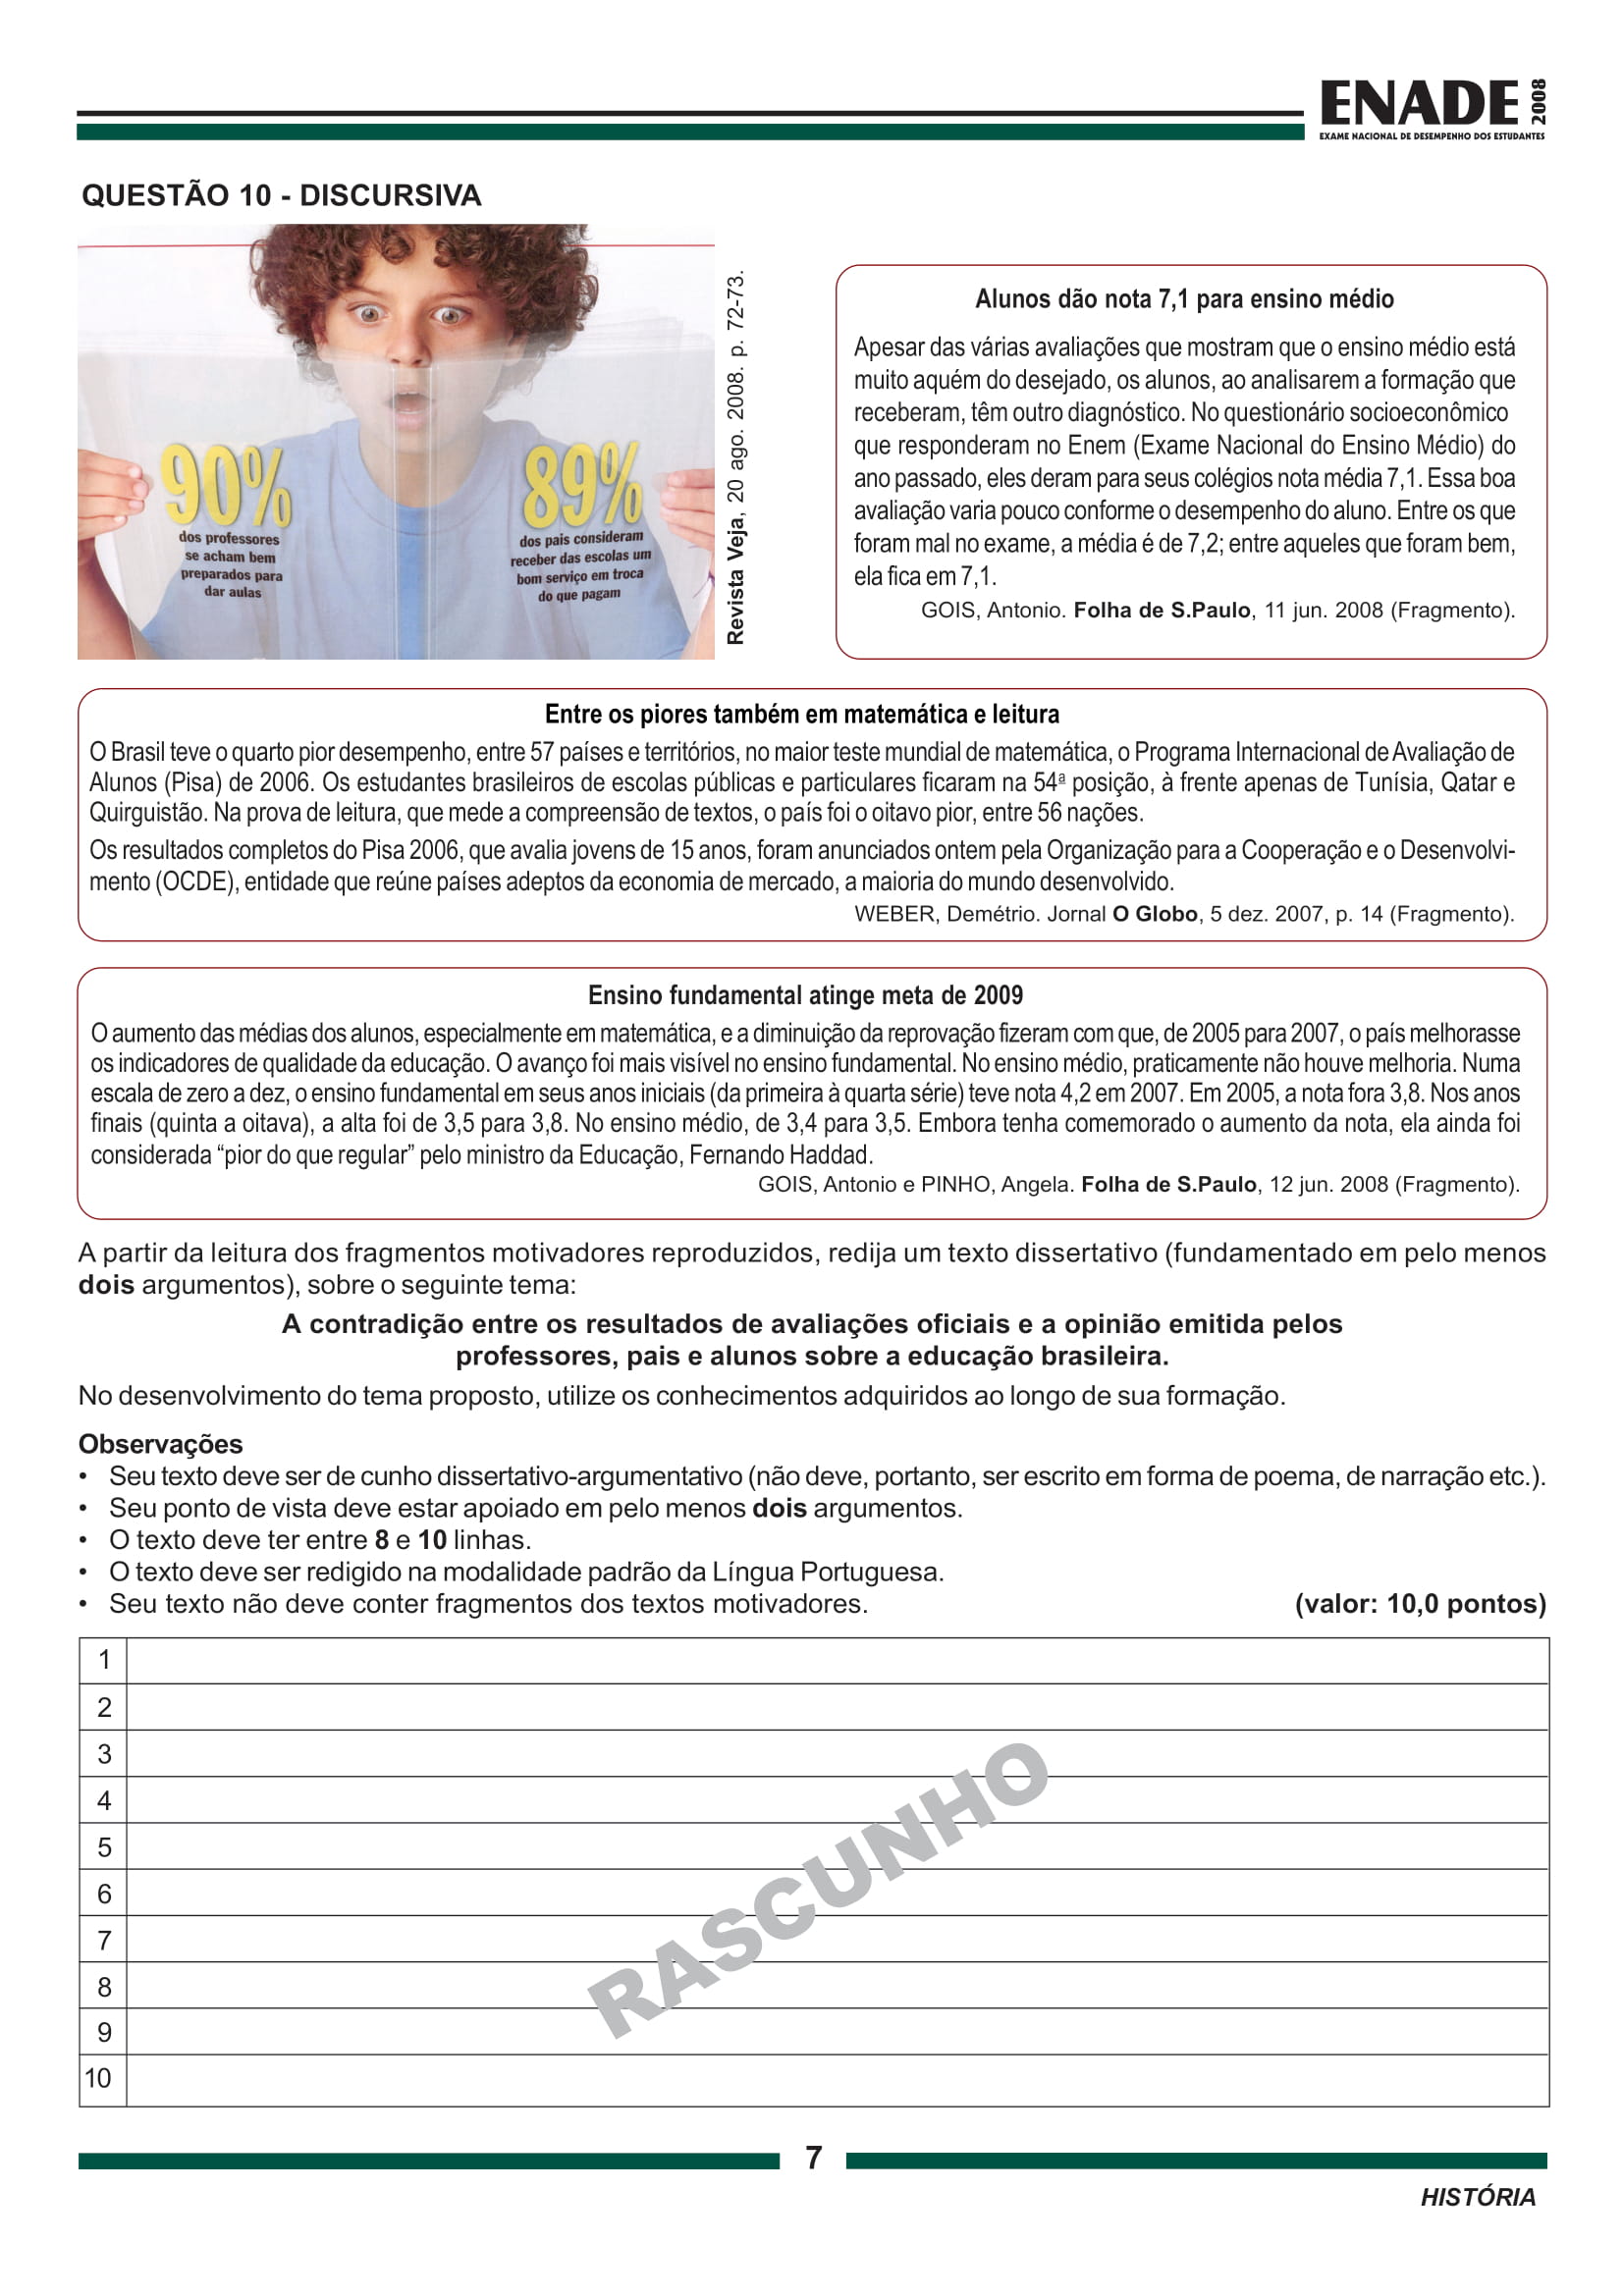 ENADE 2008
EXAME NACIONAL DE DESEMPENHO DOS ESTUDANTES
QUESTÃO 10 - DISCURSIVA
90%
dos professores
se acham bem
preparados para
dar aulas
89%
dos pais consideram
receber das escolas um
bom serviço em troca
do que pagam
Revista Veja, 20 ago. 2008. p. 72-73.
Alunos dão nota 7,1 para ensino médio
Apesar das várias avaliações que mostram que o ensino médio está
muito aquém do desejado, os alunos, ao analisarem a formação que
receberam, têm outro diagnóstico. No questionário socioeconômico
que responderam no Enem (Exame Nacional do Ensino Médio) do
ano passado, eles deram para seus colégios nota média 7,1. Essa boa
avaliação varia pouco conforme o desempenho do aluno. Entre os que
foram mal no exame, a média é de 7,2; entre aqueles que foram bem,
ela fica em 7,1.
GOIS, Antonio. Folha de S.Paulo, 11 jun. 2008 (Fragmento).
Entre os piores também em matemática e leitura
O Brasil teve o quarto pior desempenho, entre 57 países e territórios, no maior teste mundial de matemática, o Programa Internacional de Avaliação de
Alunos (Pisa) de 2006. Os estudantes brasileiros de escolas públicas e particulares ficaram na 54ª posição, à frente apenas de Tunísia, Qatar e
Quirguistão. Na prova de leitura, que mede a compreensão de textos, o país foi o oitavo pior, entre 56 nações.
Os resultados completos do Pisa 2006, que avalia jovens de 15 anos, foram anunciados ontem pela Organização para a Cooperação e o Desenvolvi-
mento (OCDE), entidade que reúne países adeptos da economia de mercado, a maioria do mundo desenvolvido.
WEBER, Demétrio. Jornal O Globo, 5 dez. 2007, p. 14 (Fragmento).
Ensino fundamental atinge meta de 2009
O aumento das médias dos alunos, especialmente em matemática, e a diminuição da reprovação fizeram com que, de 2005 para 2007, o país melhorasse
os indicadores de qualidade da educação. O avanço foi mais visível no ensino fundamental. No ensino médio, praticamente não houve melhoria. Numa
escala de zero a dez, o ensino fundamental em seus anos iniciais (da primeira à quarta série) teve nota 4,2 em 2007. Em 2005, a nota fora 3,8. Nos anos
finais (quinta a oitava), a alta foi de 3,5 para 3,8. No ensino médio, de 3,4 para 3,5. Embora tenha comemorado o aumento da nota, ela ainda foi
considerada “pior do que regular” pelo ministro da Educação, Fernando Haddad.
GOIS, Antonio e PINHO, Angela. Folha de S.Paulo, 12 jun. 2008 (Fragmento).
A partir da leitura dos fragmentos motivadores reproduzidos, redija um texto dissertativo (fundamentado em pelo menos
dois argumentos), sobre o seguinte tema:
A contradição entre os resultados de avaliações oficiais e a opinião emitida pelos
professores, pais e alunos sobre a educação brasileira.
No desenvolvimento do tema proposto, utilize os conhecimentos adquiridos ao longo de sua formação.
Observações
• Seu texto deve ser de cunho dissertativo-argumentativo (não deve, portanto, ser escrito em forma de poema, de narração etc.).
• Seu ponto de vista deve estar apoiado em pelo menos dois argumentos.
• O texto deve ter entre 8 e 10 linhas.
• O texto deve ser redigido na modalidade padrão da Língua Portuguesa.
• Seu texto não deve conter fragmentos dos textos motivadores. (valor: 10,0 pontos)
1
2
3
4
5
6
7
8
9
10
RASCUNHO
7
HISTÓRIA